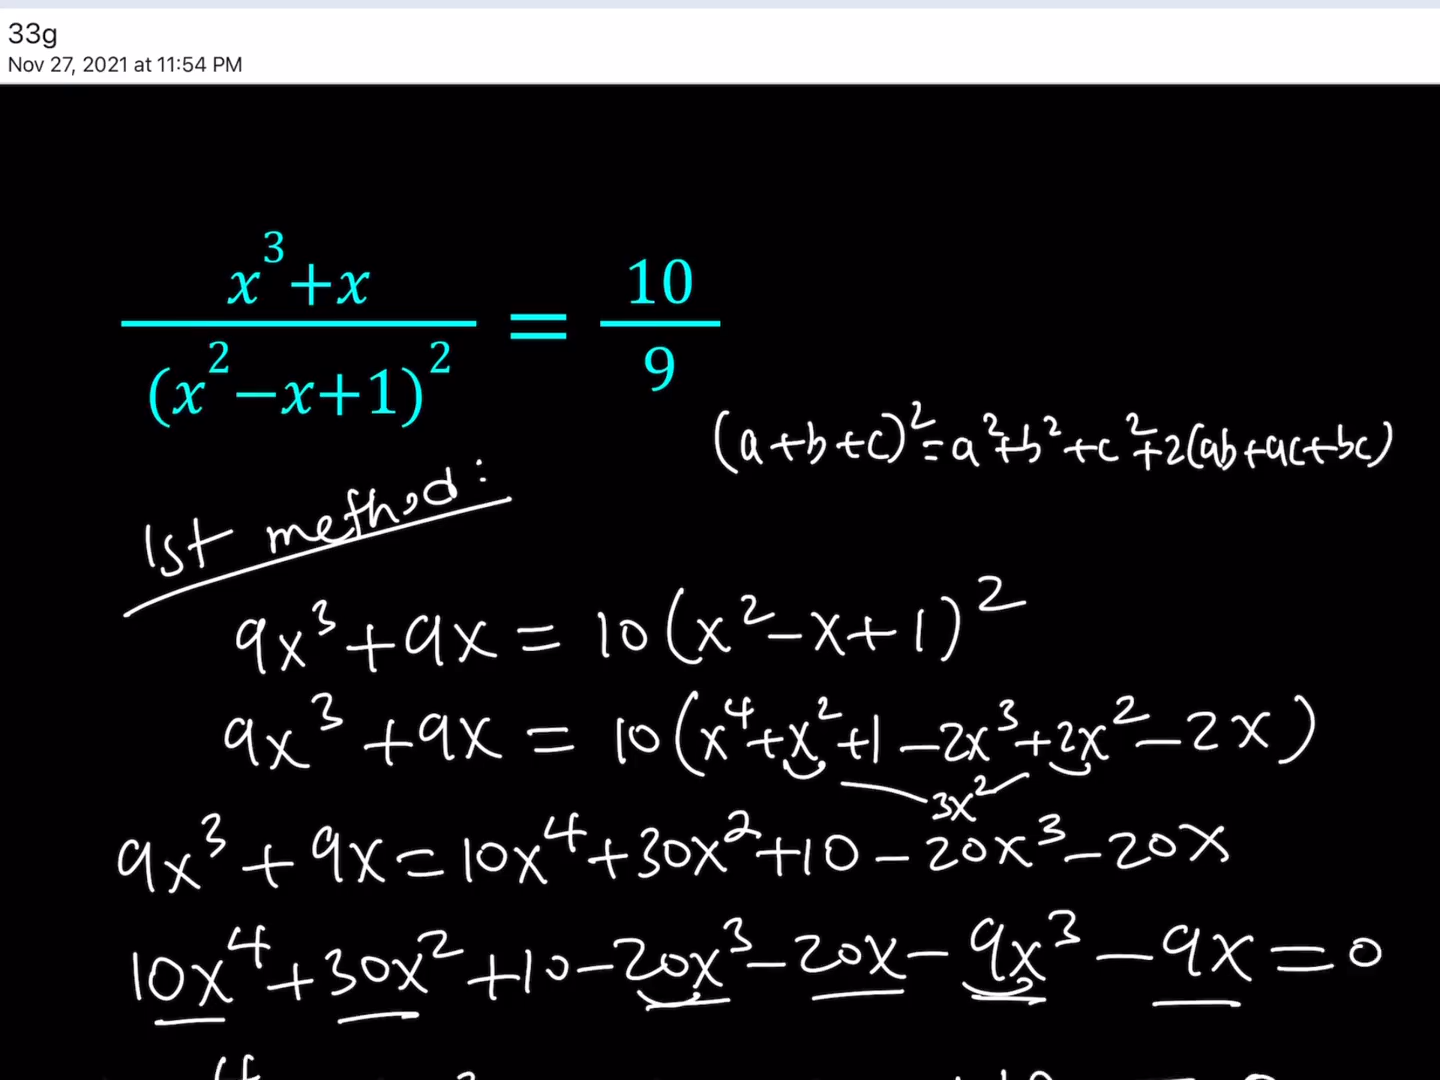 33g
Nov 27, 2021 at 11:54 PM
x³+x / (x²−x+1)² = 10/9
(a+b+c)²=a²+b²+c²+2(ab+ac+bc)
1st method:
9x³+9x=10(x²−x+1)²
9x³+9x=10(x⁴+x²+1−2x³+2x²−2x)
3x²
9x³+9x=10x⁴+30x²+10−20x³−20x
10x⁴+30x²+10−20x³−20x−9x³−9x=0